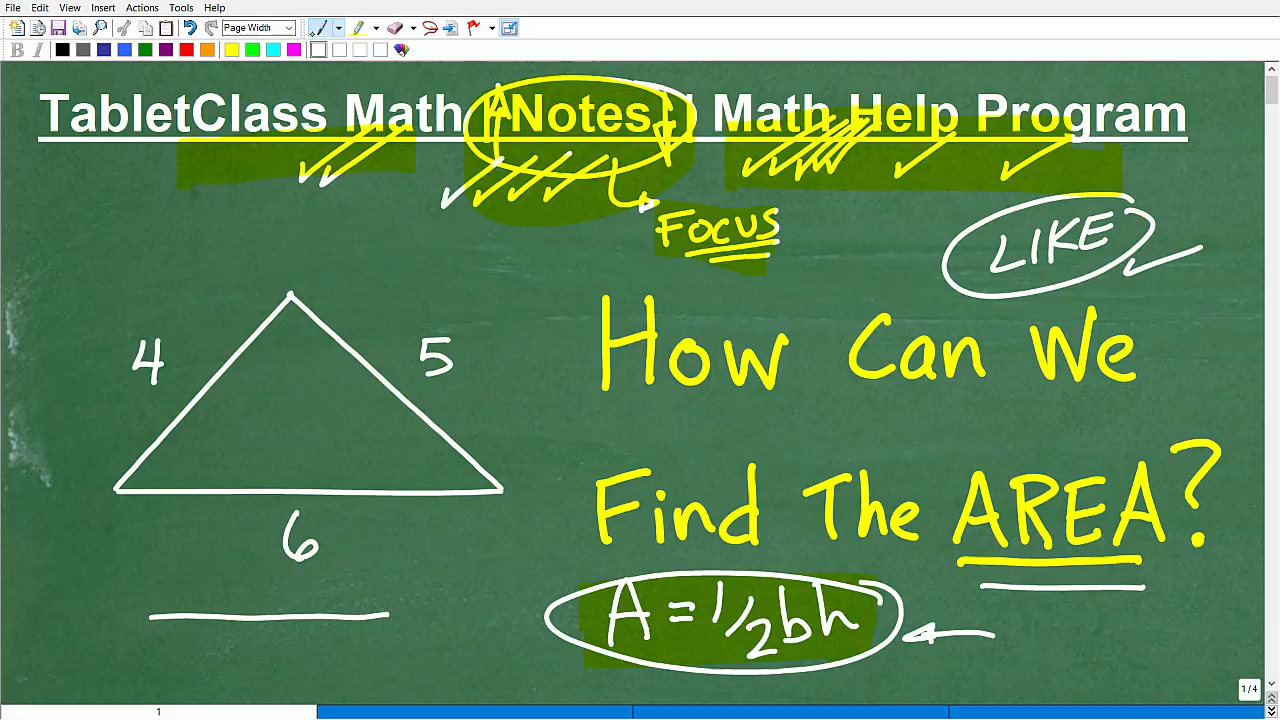 File Edit View Insert Actions Tools Help
Page Width
B I
TabletClass Math | Notes | Math Help Program
Focus
LIKE
4
5
6
How Can We
Find The AREA?
A = 1/2bh
1/4
1